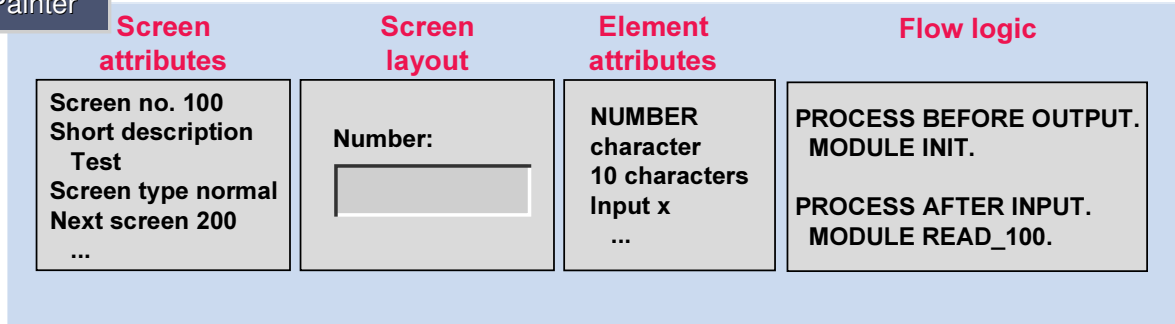 Painter
Screen
attributes
Screen no. 100
Short description
Test
Screen type normal
Next screen 200
...
Screen
layout
Number:
Element
attributes
NUMBER
character
10 characters
Input x
...
Flow logic
PROCESS BEFORE OUTPUT.
MODULE INIT.
PROCESS AFTER INPUT.
MODULE READ_100.